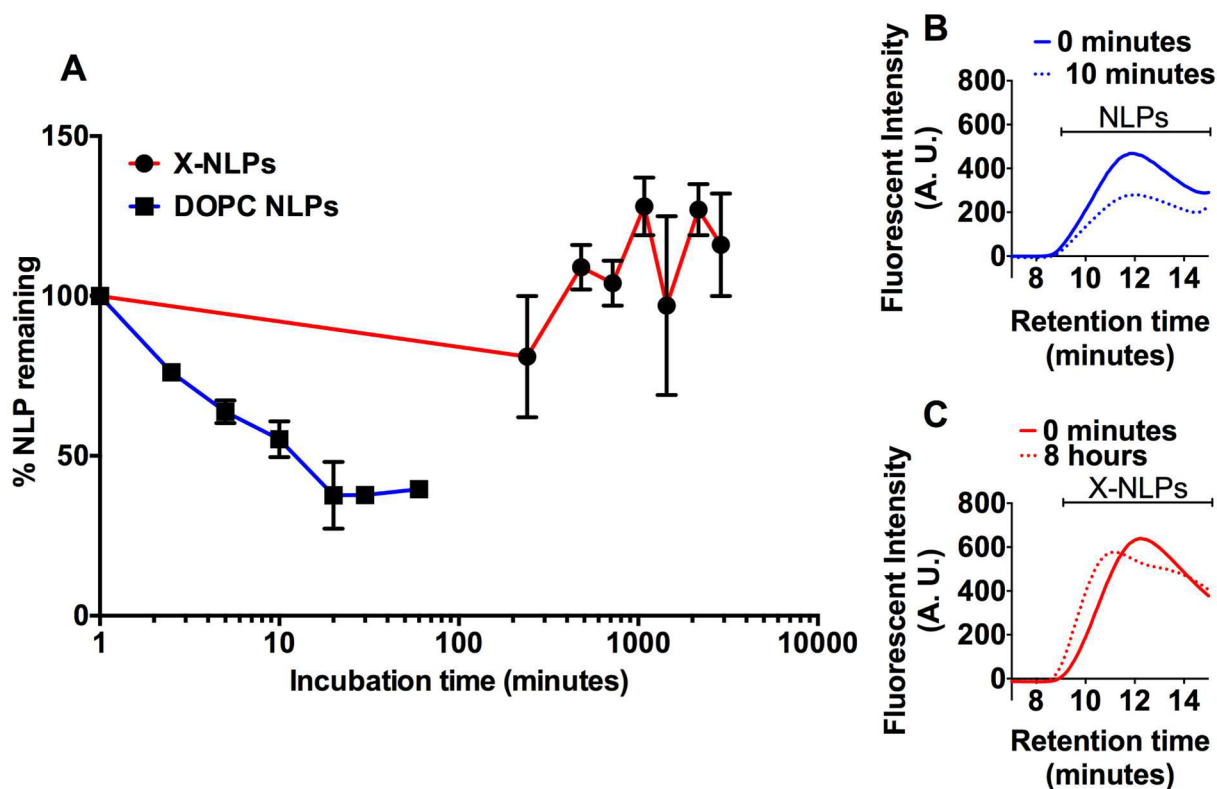 A
X-NLPs
DOPC NLPs
% NLP remaining
150
100
50
0
1
10
100
1000
10000
Incubation time (minutes)
B
0 minutes
10 minutes
Fluorescent Intensity
(A. U.)
800
600
400
200
0
NLPs
8
10
12
14
Retention time
(minutes)
C
0 minutes
8 hours
Fluorescent Intensity
(A. U.)
800
600
400
200
0
X-NLPs
8
10
12
14
Retention time
(minutes)